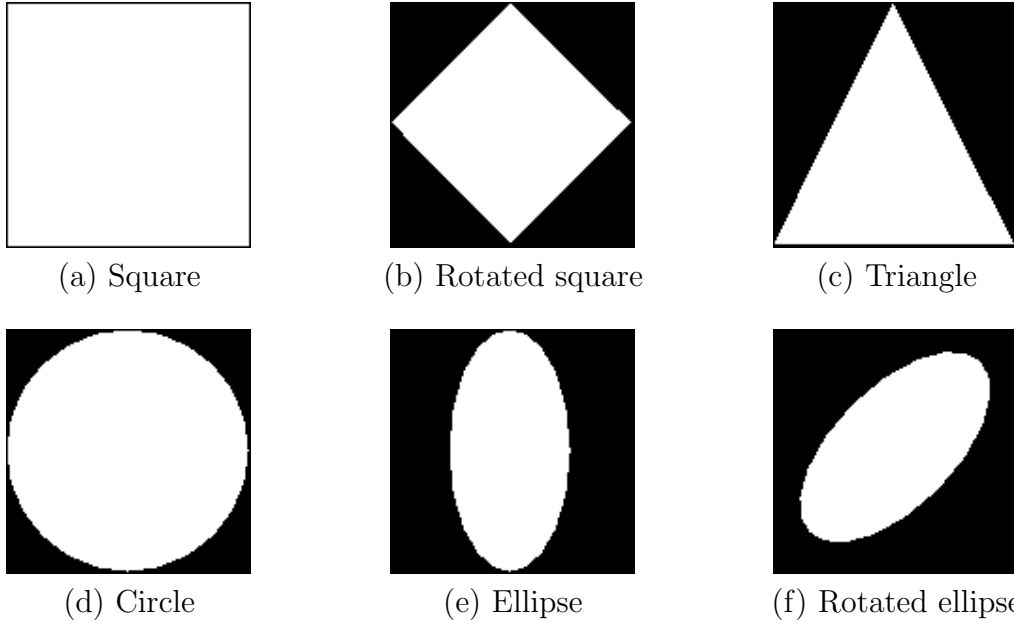 (a) Square
(b) Rotated square
(c) Triangle
(d) Circle
(e) Ellipse
(f) Rotated ellipse